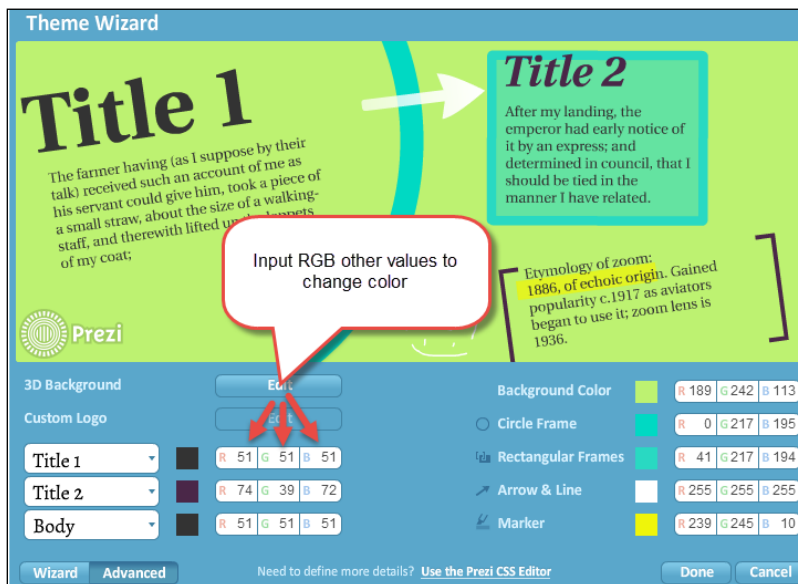 Theme Wizard
Title 1
The farmer having (as I suppose by their
talk) received such an account of me as
his servant could give him, took a piece of
a small straw, about the size of a walking-
staff, and therewith lifted up the lappets
of my coat;
Title 2
After my landing, the
emperor had early notice of
it by an express; and
determined in council, that I
should be tied in the
manner I have related.
Input RGB other values to
change color
Etymology of zoom:
1886, of echoic origin. Gained
popularity c.1917 as aviators
began to use it; zoom lens is
1936.
Prezi
3D Background
Edit
Custom Logo
Edit
Title 1
R 51 G 51 B 51
Title 2
R 74 G 39 B 72
Body
R 51 G 51 B 51
Background Color
R 189 G 242 B 113
Circle Frame
R 0 G 217 B 195
Rectangular Frames
R 41 G 217 B 194
Arrow & Line
R 255 G 255 B 255
Marker
R 239 G 245 B 10
Wizard Advanced
Need to define more details? Use the Prezi CSS Editor
Done Cancel